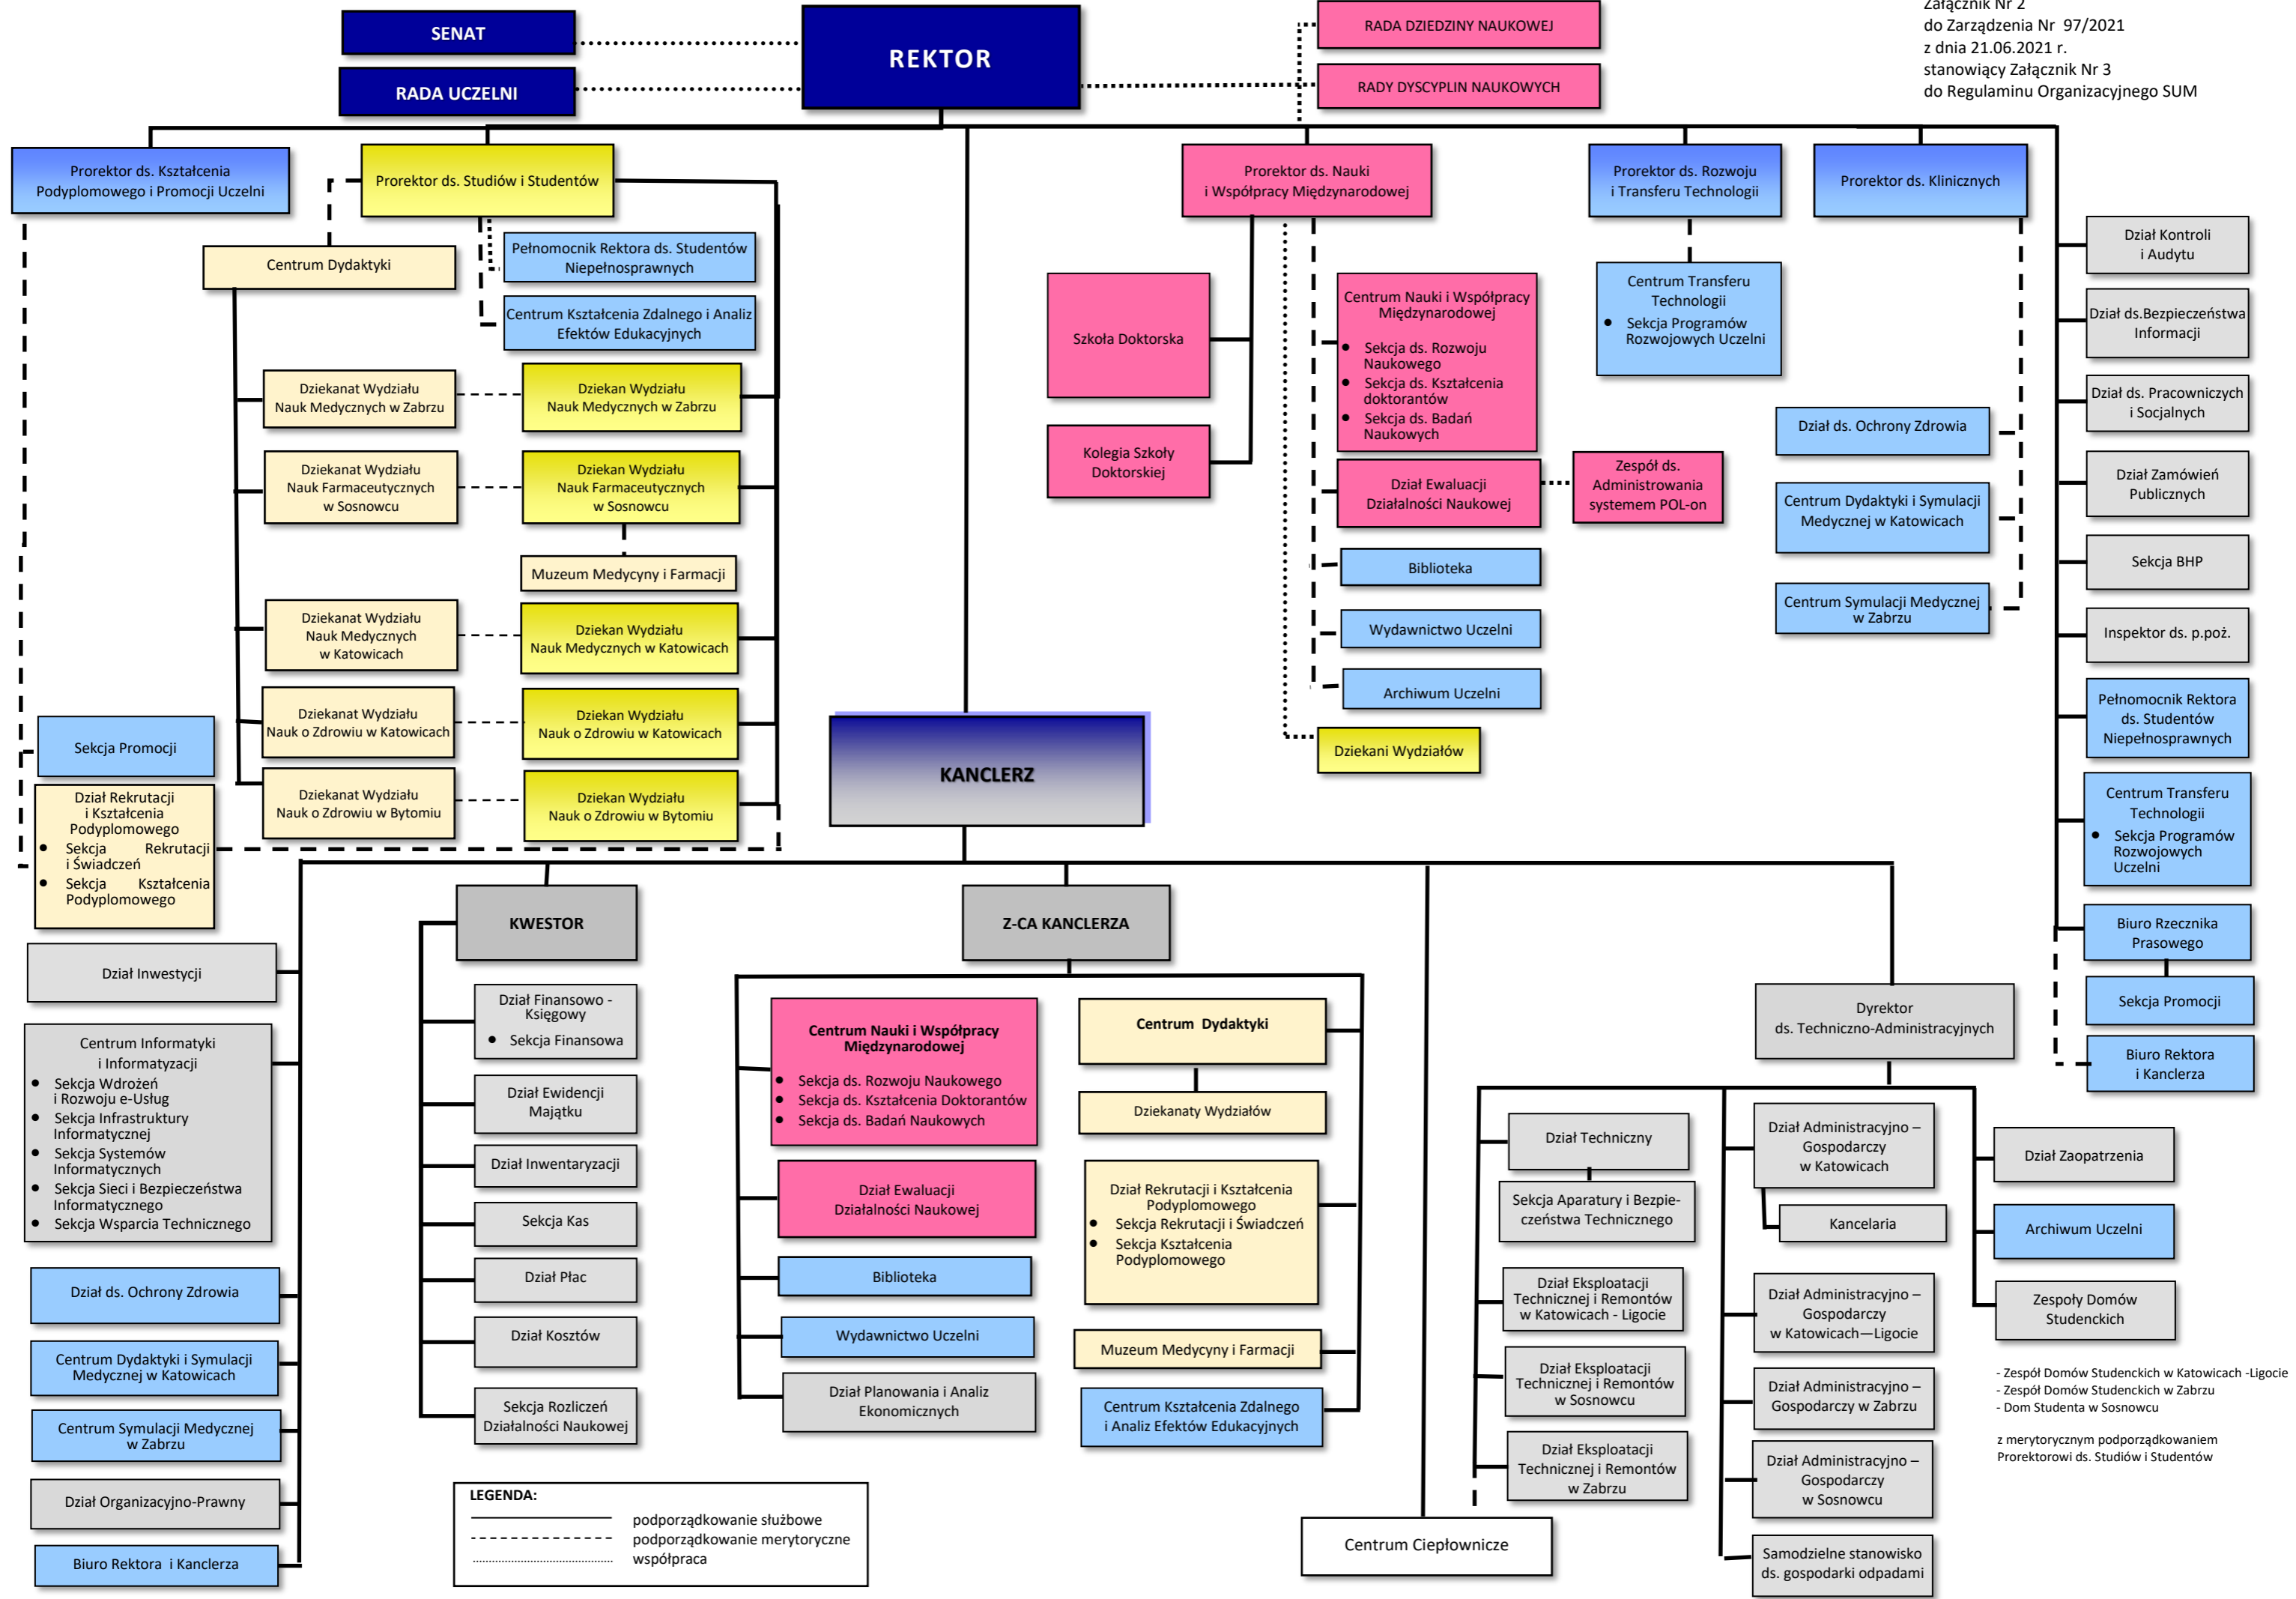 Załącznik Nr 2
do Zarządzenia Nr 97/2021
z dnia 21.06.2021 r.
stanowiący Załącznik Nr 3
do Regulaminu Organizacyjnego SUM
SENAT
RADA UCZELNI
REKTOR
RADA DZIEDZINY NAUKOWEJ
RADY DYSCYPLIN NAUKOWYCH
Prorektor ds. Kształcenia
Podyplomowego i Promocji Uczelni
Prorektor ds. Studiów i Studentów
Prorektor ds. Nauki
i Współpracy Międzynarodowej
Prorektor ds. Rozwoju
i Transferu Technologii
Prorektor ds. Klinicznych
Centrum Dydaktyki
Pełnomocnik Rektora ds. Studentów
Niepełnosprawnych
Centrum Kształcenia Zdalnego i Analiz
Efektów Edukacyjnych
Dziekanat Wydziału
Nauk Medycznych w Zabrzu
Dziekan Wydziału
Nauk Medycznych w Zabrzu
Dziekanat Wydziału
Nauk Farmaceutycznych
w Sosnowcu
Dziekan Wydziału
Nauk Farmaceutycznych
w Sosnowcu
Muzeum Medycyny i Farmacji
Dziekanat Wydziału
Nauk Medycznych
w Katowicach
Dziekan Wydziału
Nauk Medycznych w Katowicach
Dziekanat Wydziału
Nauk o Zdrowiu w Katowicach
Dziekan Wydziału
Nauk o Zdrowiu w Katowicach
Dziekanat Wydziału
Nauk o Zdrowiu w Bytomiu
Dziekan Wydziału
Nauk o Zdrowiu w Bytomiu
Sekcja Promocji
Dział Rekrutacji
i Kształcenia
Podyplomowego
• Sekcja Rekrutacji
i Świadczeń
• Sekcja Kształcenia
Podyplomowego
Szkoła Doktorska
Kolegia Szkoły
Doktorskiej
Centrum Nauki i Współpracy
Międzynarodowej
• Sekcja ds. Rozwoju
Naukowego
• Sekcja ds. Kształcenia
doktorantów
• Sekcja ds. Badań
Naukowych
Dział Ewaluacji
Działalności Naukowej
Zespół ds.
Administrowania
systemem POL-on
Biblioteka
Wydawnictwo Uczelni
Archiwum Uczelni
Dziekani Wydziałów
Centrum Transferu
Technologii
• Sekcja Programów
Rozwojowych Uczelni
Dział ds. Ochrony Zdrowia
Centrum Dydaktyki i Symulacji
Medycznej w Katowicach
Centrum Symulacji Medycznej
w Zabrzu
Dział Kontroli
i Audytu
Dział ds.Bezpieczeństwa
Informacji
Dział ds. Pracowniczych
i Socjalnych
Dział Zamówień
Publicznych
Sekcja BHP
Inspektor ds. p.poż.
Pełnomocnik Rektora
ds. Studentów
Niepełnosprawnych
Centrum Transferu
Technologii
• Sekcja Programów
Rozwojowych
Uczelni
Biuro Rzecznika
Prasowego
Sekcja Promocji
Biuro Rektora
i Kanclerza
KANCLERZ
KWESTOR
Z-CA KANCLERZA
Dyrektor
ds. Techniczno-Administracyjnych
Dział Inwestycji
Centrum Informatyki
i Informatyzacji
• Sekcja Wdrożeń
i Rozwoju e-Usług
• Sekcja Infrastruktury
Informatycznej
• Sekcja Systemów
Informatycznych
• Sekcja Sieci i Bezpieczeństwa
Informatycznego
• Sekcja Wsparcia Technicznego
Dział ds. Ochrony Zdrowia
Centrum Dydaktyki i Symulacji
Medycznej w Katowicach
Centrum Symulacji Medycznej
w Zabrzu
Dział Organizacyjno-Prawny
Biuro Rektora i Kanclerza
Dział Finansowo -
Księgowy
• Sekcja Finansowa
Dział Ewidencji
Majątku
Dział Inwentaryzacji
Sekcja Kas
Dział Płac
Dział Kosztów
Sekcja Rozliczeń
Działalności Naukowej
Centrum Nauki i Współpracy
Międzynarodowej
• Sekcja ds. Rozwoju Naukowego
• Sekcja ds. Kształcenia Doktorantów
• Sekcja ds. Badań Naukowych
Dział Ewaluacji
Działalności Naukowej
Biblioteka
Wydawnictwo Uczelni
Dział Planowania i Analiz
Ekonomicznych
Centrum Dydaktyki
Dziekanaty Wydziałów
Dział Rekrutacji i Kształcenia
Podyplomowego
• Sekcja Rekrutacji i Świadczeń
• Sekcja Kształcenia
Podyplomowego
Muzeum Medycyny i Farmacji
Centrum Kształcenia Zdalnego
i Analiz Efektów Edukacyjnych
Dział Techniczny
Sekcja Aparatury i Bezpie-
czeństwa Technicznego
Dział Eksploatacji
Technicznej i Remontów
w Katowicach - Ligocie
Dział Eksploatacji
Technicznej i Remontów
w Sosnowcu
Dział Eksploatacji
Technicznej i Remontów
w Zabrzu
Dział Administracyjno –
Gospodarczy
w Katowicach
Kancelaria
Dział Administracyjno –
Gospodarczy
w Katowicach—Ligocie
Dział Administracyjno –
Gospodarczy w Zabrzu
Dział Administracyjno –
Gospodarczy
w Sosnowcu
Samodzielne stanowisko
ds. gospodarki odpadami
Dział Zaopatrzenia
Archiwum Uczelni
Zespoły Domów
Studenckich
- Zespół Domów Studenckich w Katowicach -Ligocie
- Zespół Domów Studenckich w Zabrzu
- Dom Studenta w Sosnowcu
z merytorycznym podporządkowaniem
Prorektorowi ds. Studiów i Studentów
Centrum Ciepłownicze
LEGENDA:
podporządkowanie służbowe
podporządkowanie merytoryczne
współpraca